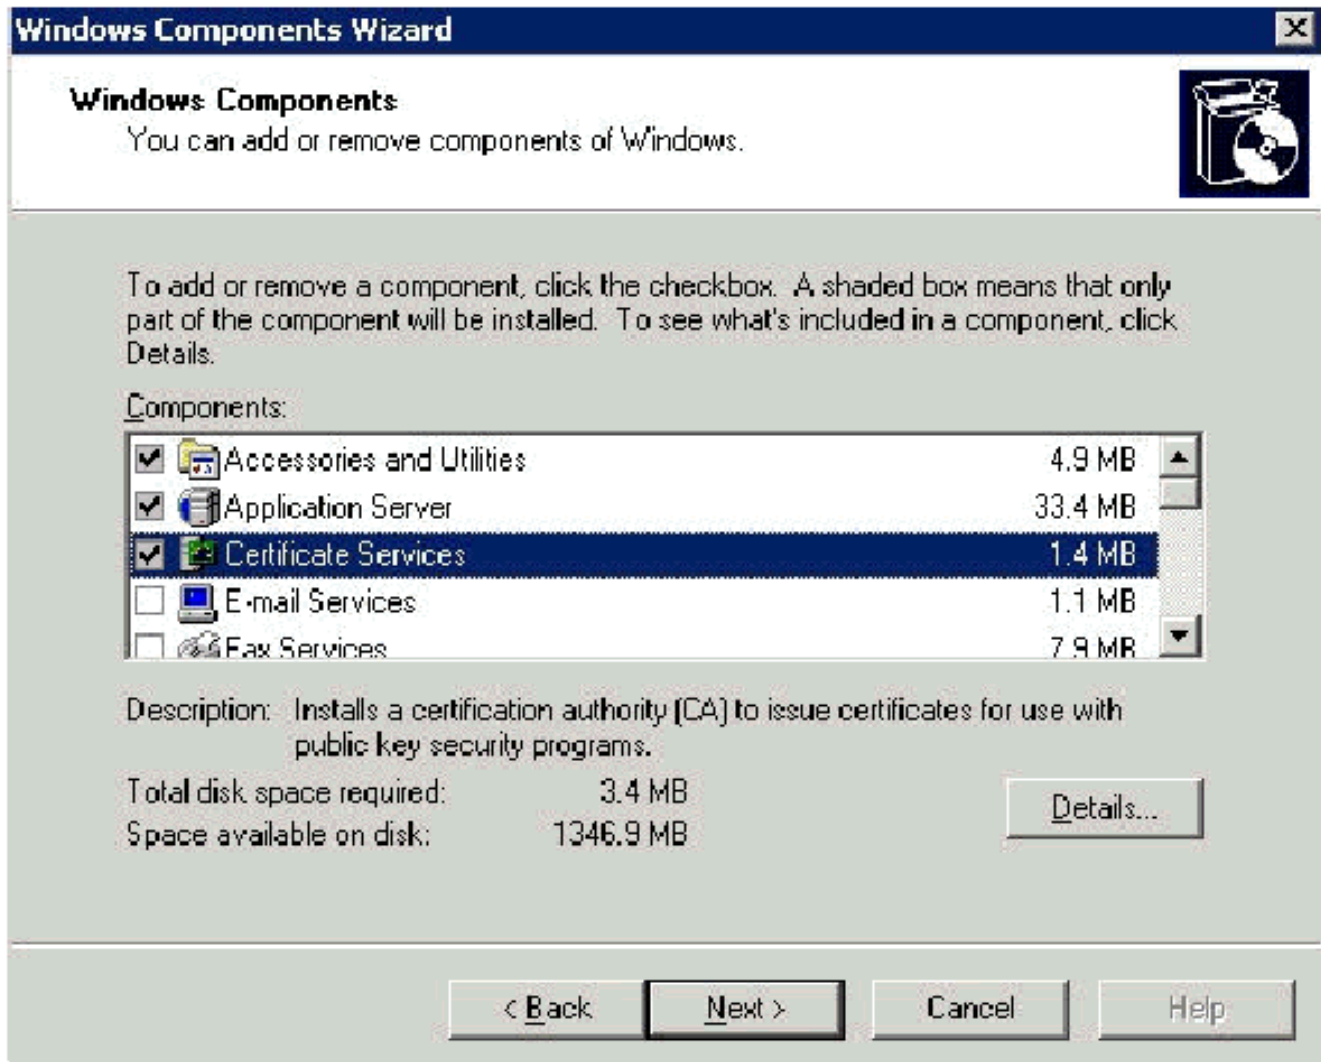 Windows Components Wizard
Windows Components
You can add or remove components of Windows.
To add or remove a component, click the checkbox. A shaded box means that only
part of the component will be installed. To see what's included in a component, click
Details.
Components:
Accessories and Utilities 4.9 MB
Application Server 33.4 MB
Certificate Services 1.4 MB
E-mail Services 1.1 MB
Fax Services 7.9 MB
Description: Installs a certification authority (CA) to issue certificates for use with
public key security programs.
Total disk space required: 3.4 MB
Space available on disk: 1346.9 MB
Details...
< Back Next > Cancel Help